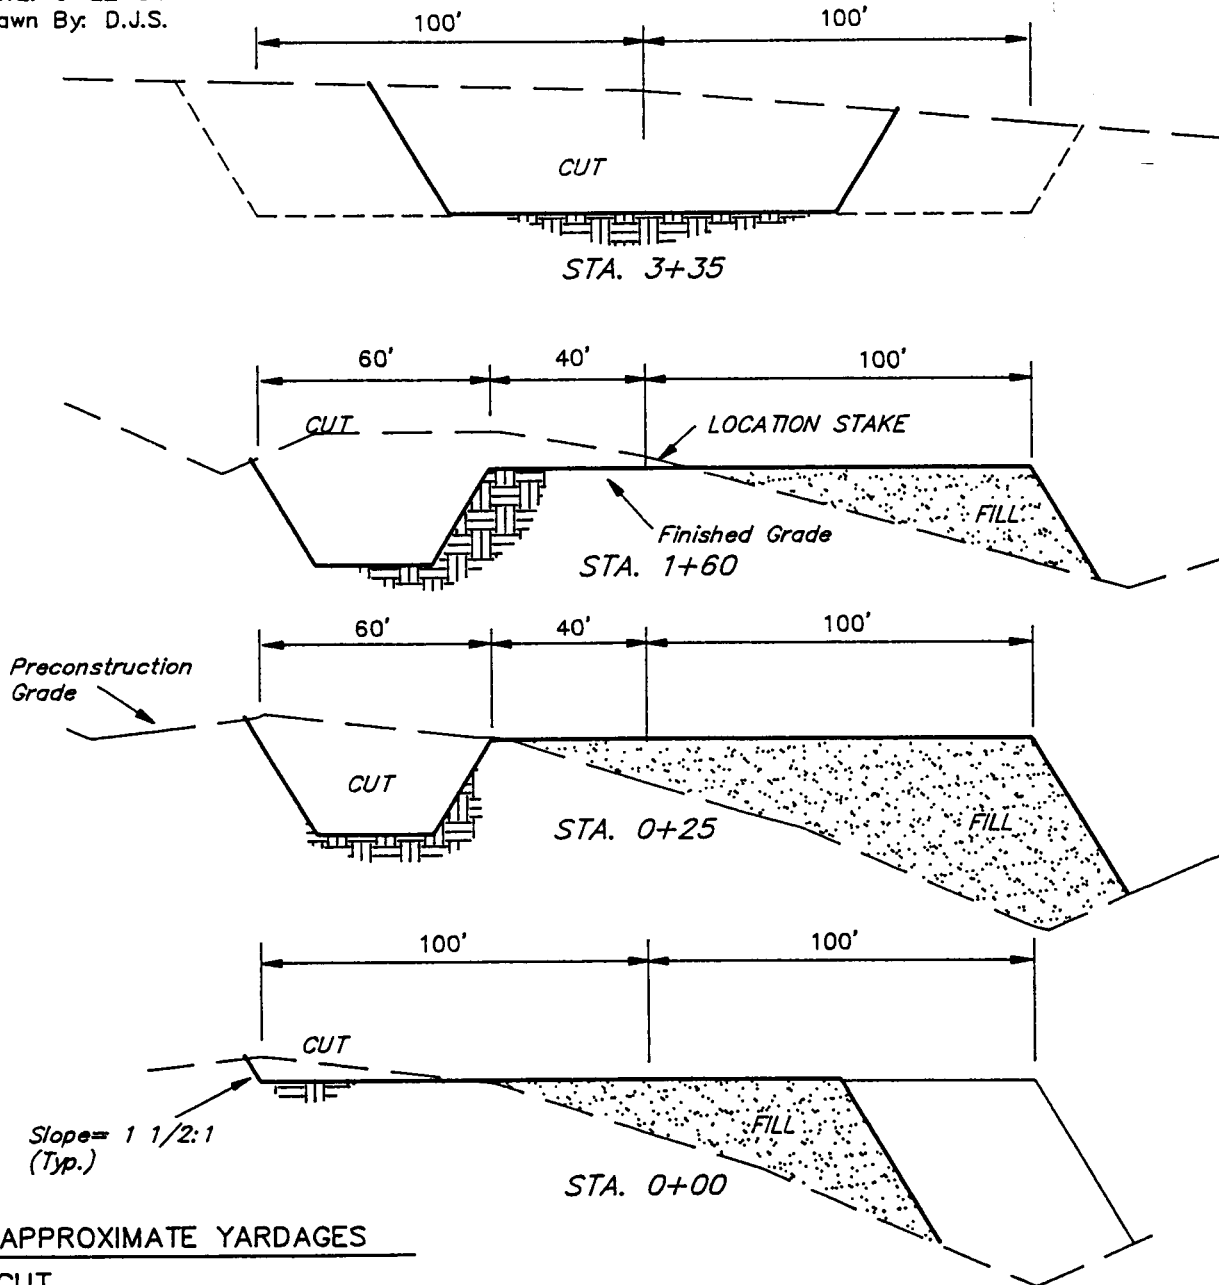 Drawn By: D.J.S.
100' 100'
CUT
STA. 3+35
60' 40' 100'
CUT
LOCATION STAKE
FILL
Finished Grade
STA. 1+60
60' 40' 100'
Preconstruction
Grade
CUT
STA. 0+25
FILL
100' 100'
CUT
FILL
Slope= 1 1/2:1
(Typ.)
STA. 0+00
APPROXIMATE YARDAGES
CUT